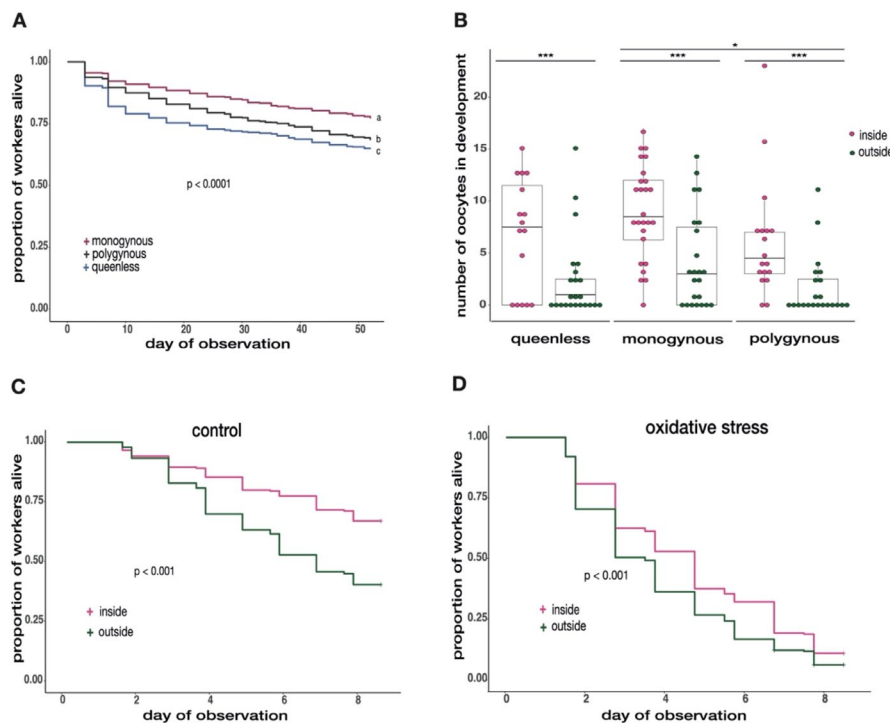 A
proportion of workers alive
1.00
0.75
0.50
0.25
0.00
a
b
c
p < 0.0001
monogynous
polygynous
queenless
0 10 20 30 40 50
day of observation
B
number of oocytes in development
20
15
10
5
0
*
*** *** ***
inside
outside
queenless monogynous polygynous
C
control
proportion of workers alive
1.00
0.75
0.50
0.25
0.00
p < 0.001
inside
outside
0 2 4 6 8
day of observation
D
oxidative stress
proportion of workers alive
1.00
0.75
0.50
0.25
0.00
p < 0.001
inside
outside
0 2 4 6 8
day of observation